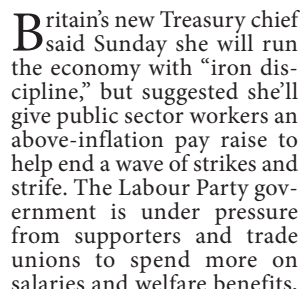 Britain’s new Treasury chief
said Sunday she will run
the economy with “iron dis-
cipline,” but suggested she’ll
give public sector workers an
above-inflation pay raise to
help end a wave of strikes and
strife. The Labour Party gov-
ernment is under pressure
from supporters and trade
unions to spend more on
salaries and welfare benefits.